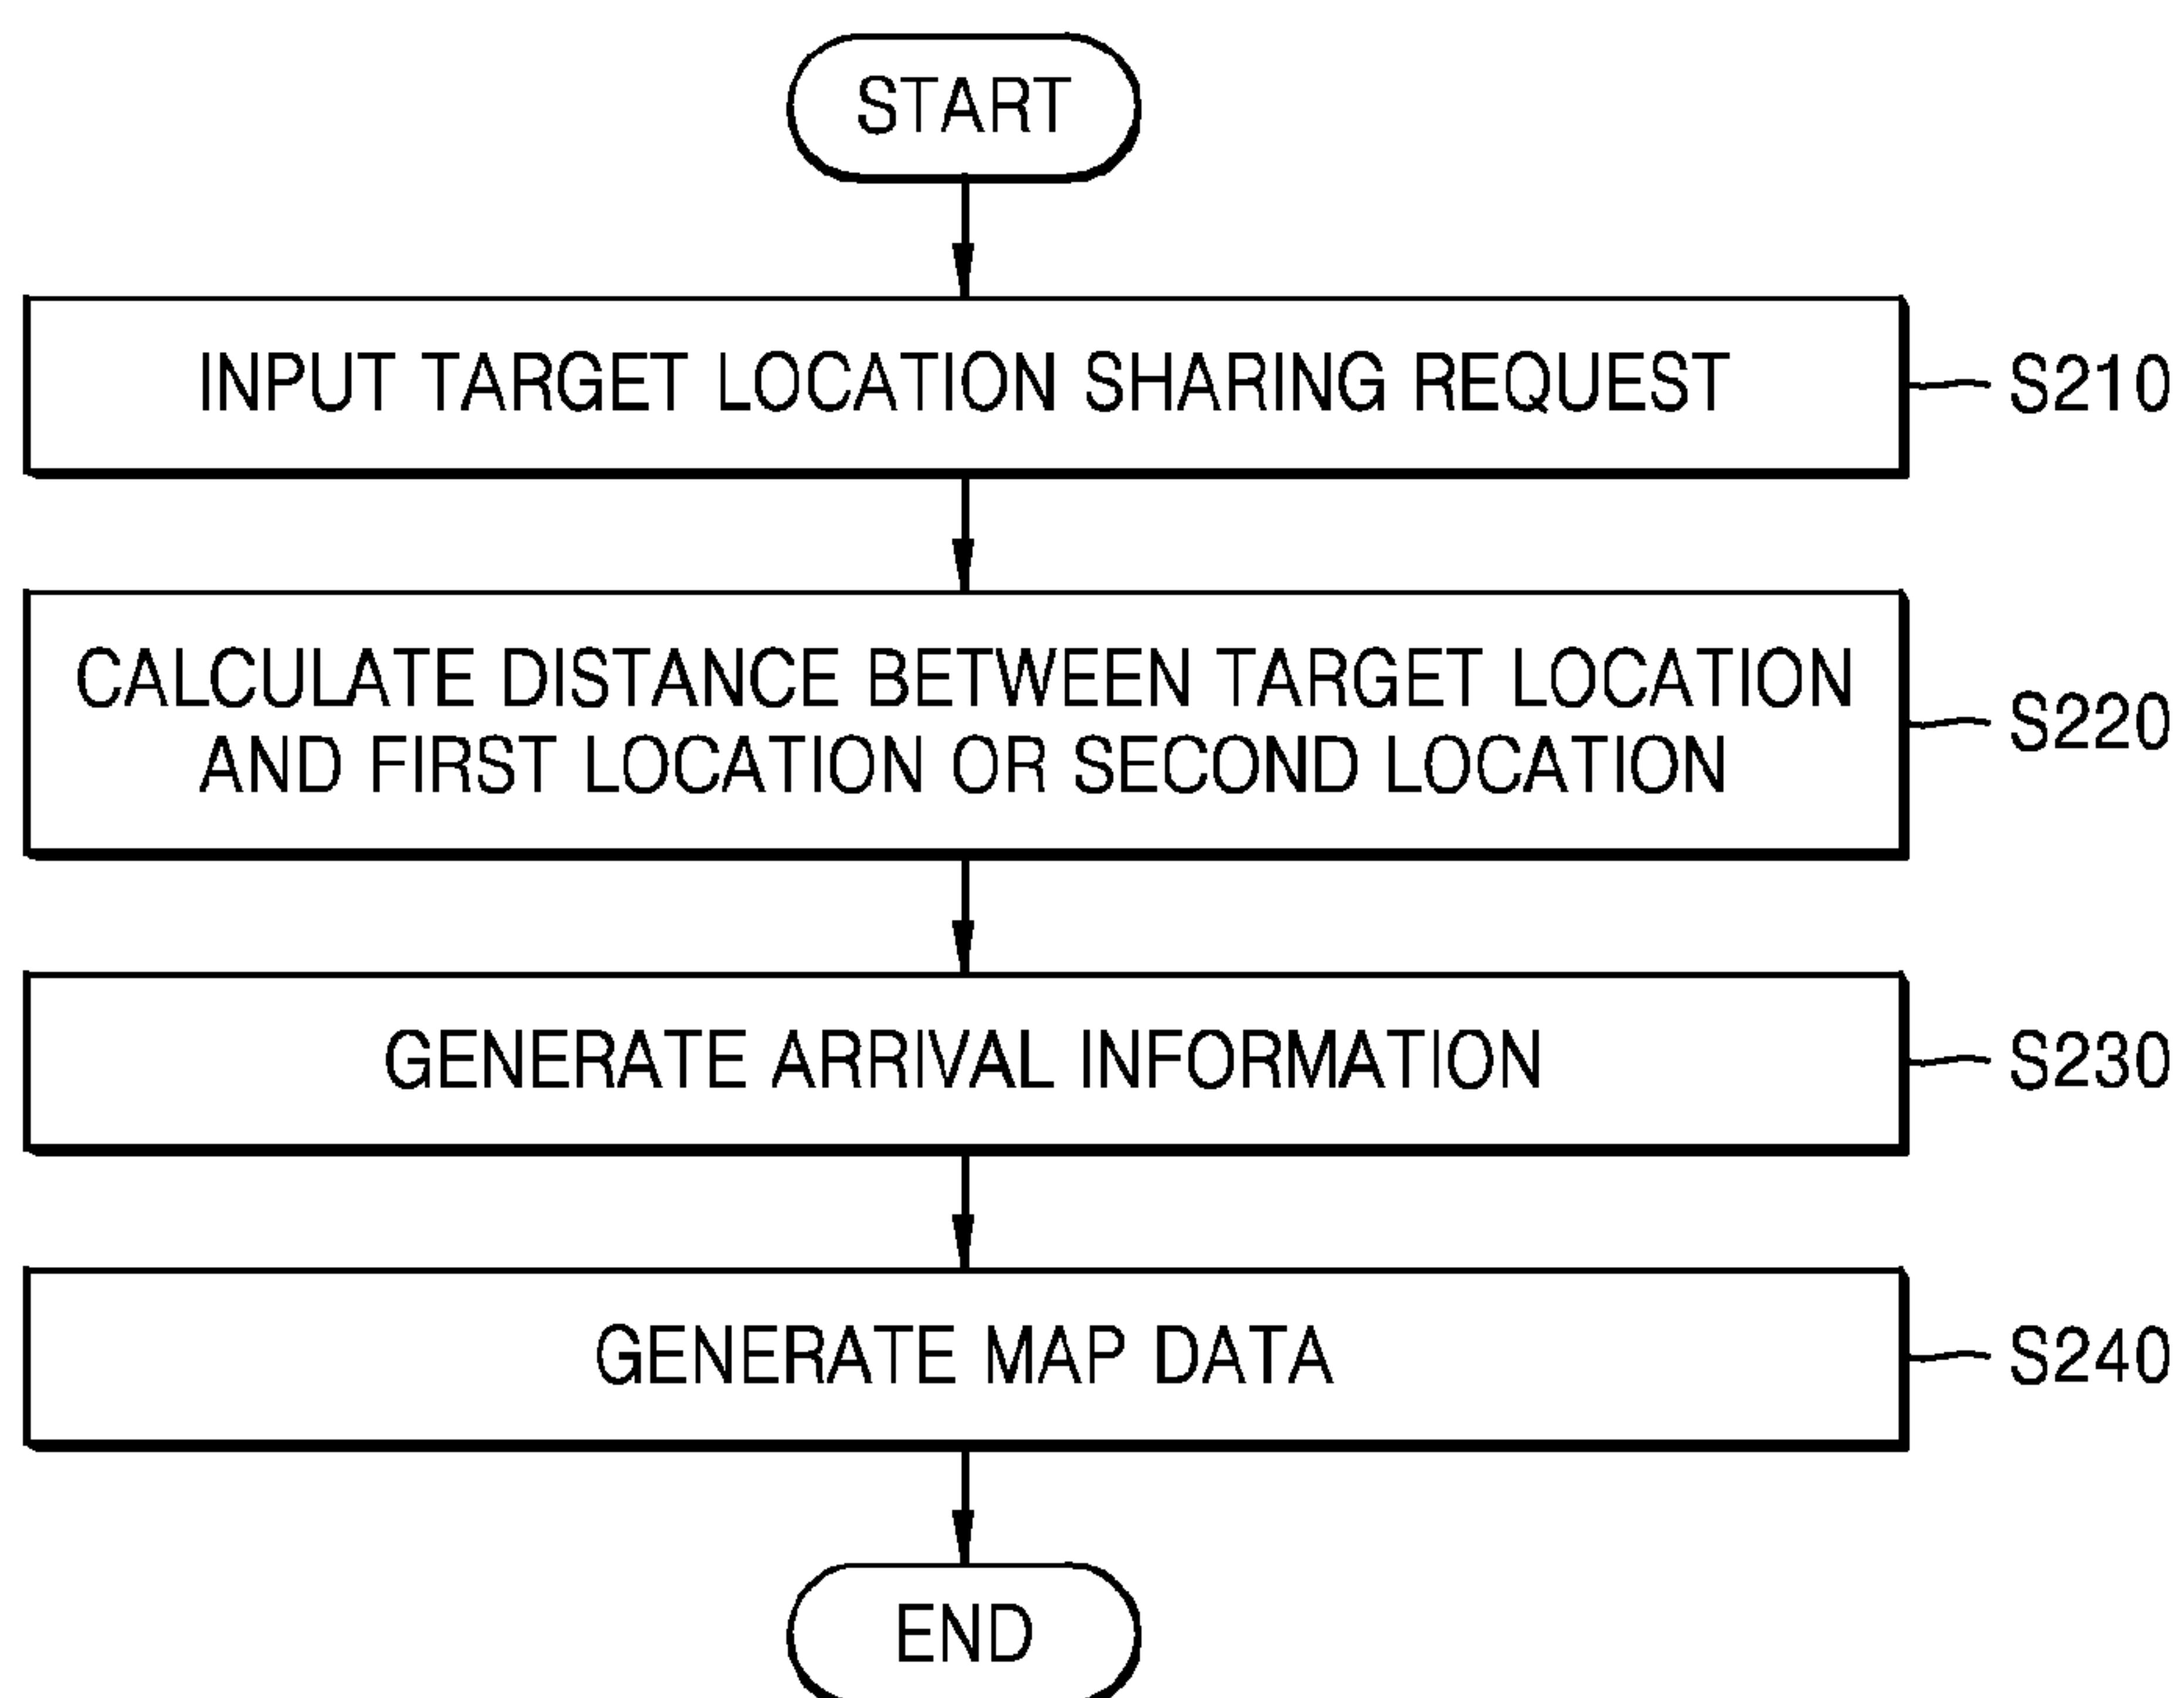 START
INPUT TARGET LOCATION SHARING REQUEST
S210
CALCULATE DISTANCE BETWEEN TARGET LOCATION
AND FIRST LOCATION OR SECOND LOCATION
S220
GENERATE ARRIVAL INFORMATION
S230
GENERATE MAP DATA
S240
END